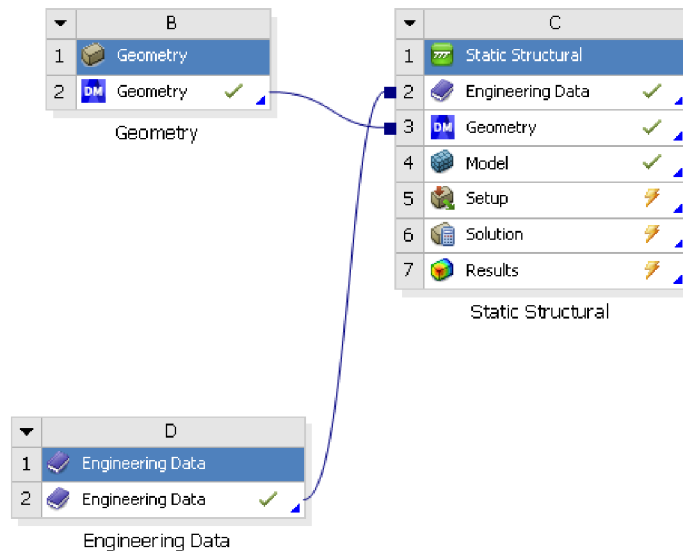 B
1 Geometry
2 DM Geometry
Geometry
C
1 Static Structural
2 Engineering Data
3 DM Geometry
4 Model
5 Setup
6 Solution
7 Results
Static Structural
D
1 Engineering Data
2 Engineering Data
Engineering Data